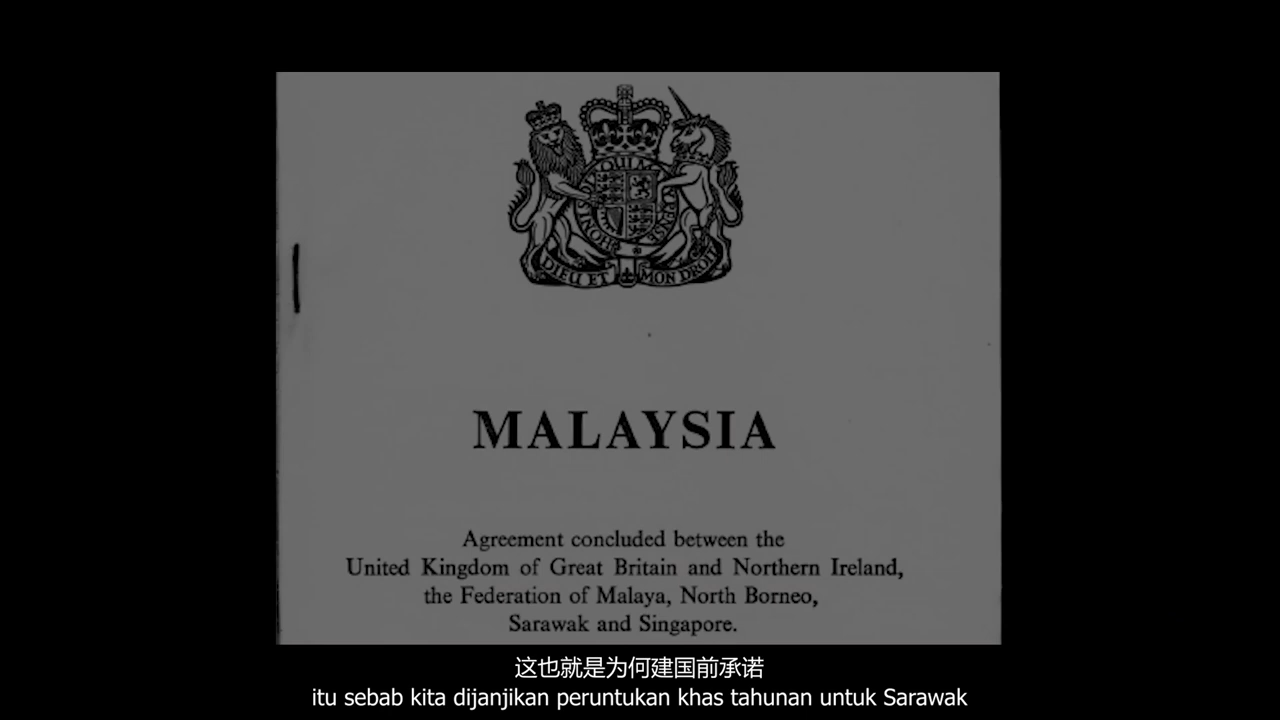 DIEU ET MON DROIT
MALAYSIA
Agreement concluded between the
United Kingdom of Great Britain and Northern Ireland,
the Federation of Malaya, North Borneo,
Sarawak and Singapore.
这也就是为何建国前承诺
itu sebab kita dijanjikan peruntukan khas tahunan untuk Sarawak